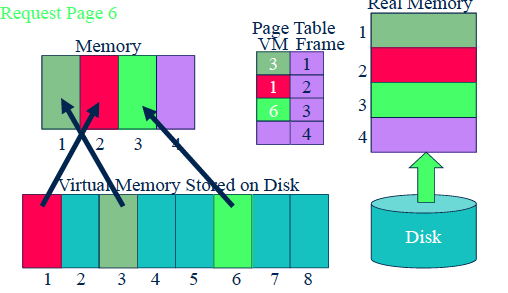 Request Page 6
Memory
1 2 3 4
Page Table
VM Frame
3 1
1 2
6 3
4
Real Memory
1
2
3
4
Virtual Memory Stored on Disk
1 2 3 4 5 6 7 8
Disk